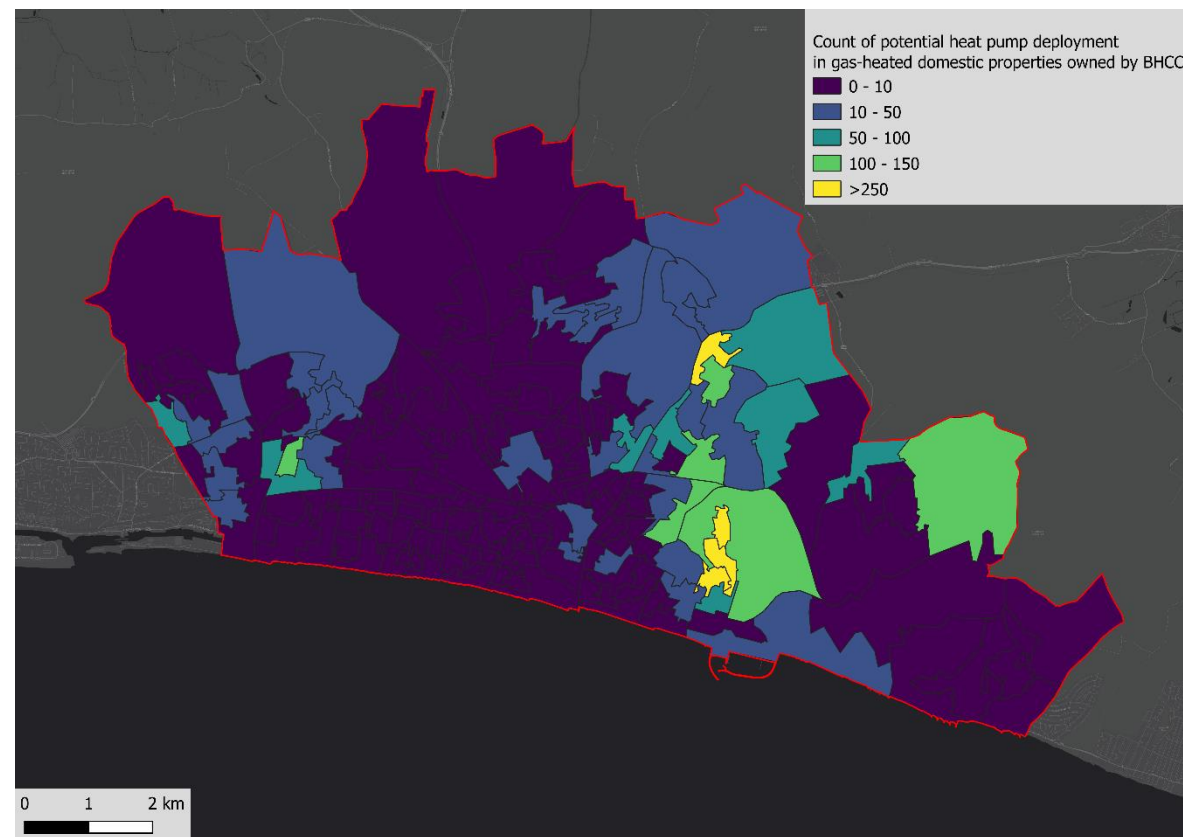 Count of potential heat pump deployment
in gas-heated domestic properties owned by BHCC
0 - 10
10 - 50
50 - 100
100 - 150
>250
0 1 2 km